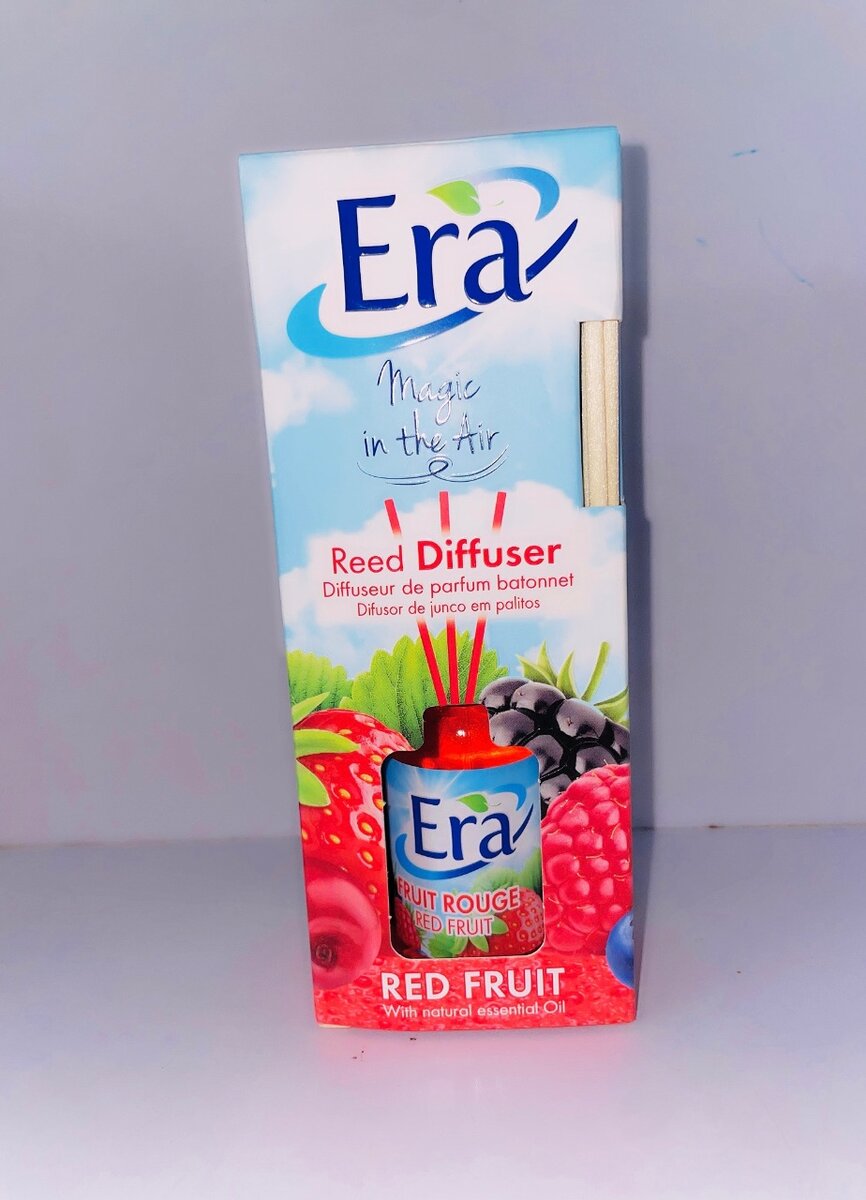 Era
Magic
in the Air
Reed Diffuser
Diffuseur de parfum batonnet
Difusor de junco em palitos
Era
FRUIT ROUGE
RED FRUIT
RED FRUIT
With natural essential Oil